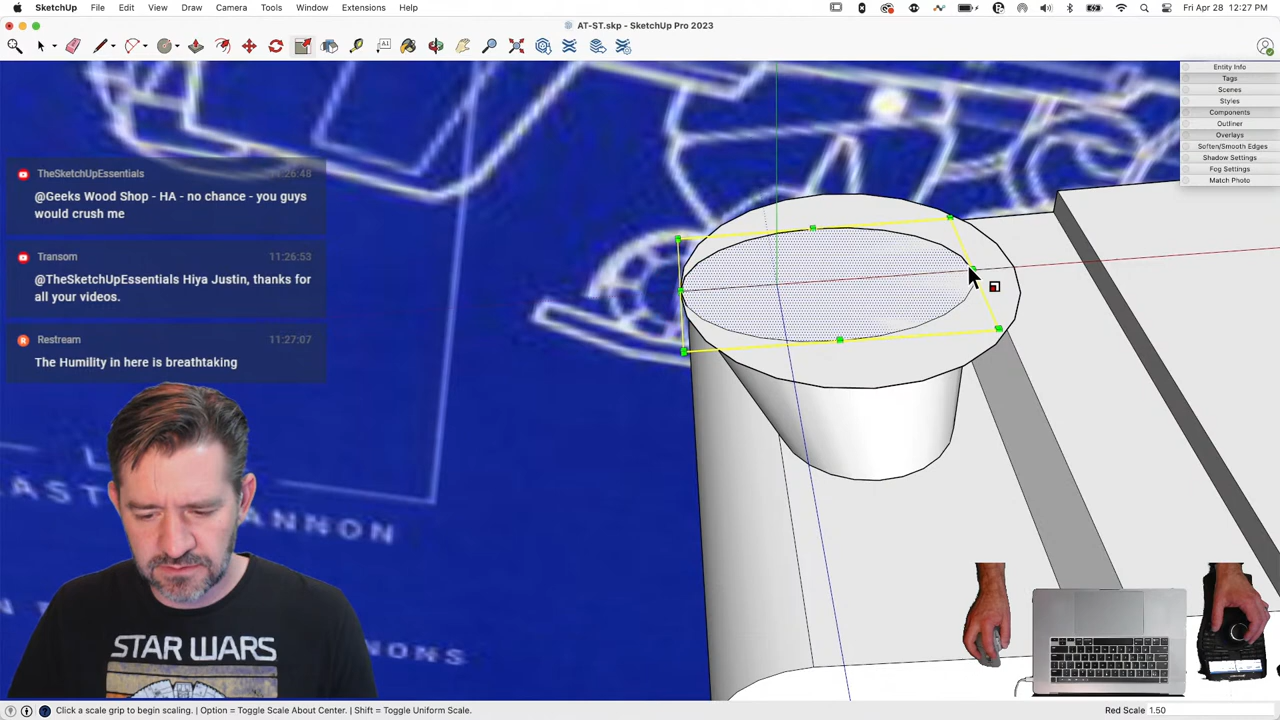 SketchUp File Edit View Draw Camera Tools Window Extensions Help
Fri Apr 28 12:27 PM
AT-ST.skp - SketchUp Pro 2023
Entity Info
Tags
Scenes
Styles
Components
Outliner
Overlays
Soften/Smooth Edges
Shadow Settings
Fog Settings
Match Photo
TheSketchUpEssentials 11:26:48
@Geeks Wood Shop - HA - no chance - you guys
would crush me
Transom 11:26:53
@TheSketchUpEssentials Hiya Justin, thanks for
all your videos.
Restream 11:27:07
The Humility in here is breathtaking
STAR WARS
Click a scale grip to begin scaling. | Option = Toggle Scale About Center. | Shift = Toggle Uniform Scale.
Red Scale 1.50